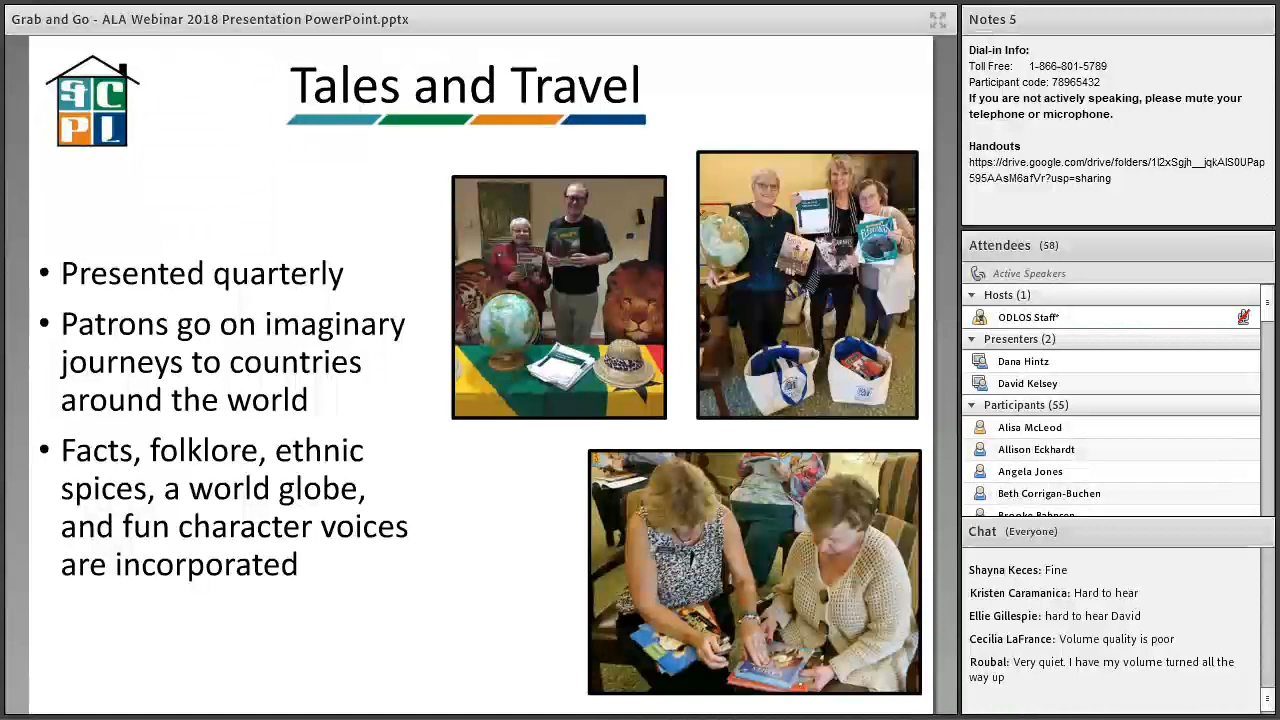 Grab and Go - ALA Webinar 2018 Presentation PowerPoint.pptx
SCPL
Tales and Travel
• Presented quarterly
• Patrons go on imaginary
journeys to countries
around the world
• Facts, folklore, ethnic
spices, a world globe,
and fun character voices
are incorporated
Notes 5
Dial-in Info:
Toll Free: 1-866-801-5789
Participant code: 78965432
If you are not actively speaking, please mute your
telephone or microphone.
Handouts
https://drive.google.com/drive/folders/1I2xSgjh__jqkAIS0UPap
595AAsM6afVr?usp=sharing
Attendees (58)
Active Speakers
Hosts (1)
ODLOS Staff*
Presenters (2)
Dana Hintz
David Kelsey
Participants (55)
Alisa McLeod
Allison Eckhardt
Angela Jones
Beth Corrigan-Buchen
Chat (Everyone)
Shayna Keces: Fine
Kristen Caramanica: Hard to hear
Ellie Gillespie: hard to hear David
Cecilia LaFrance: Volume quality is poor
Roubal: Very quiet. I have my volume turned all the
way up